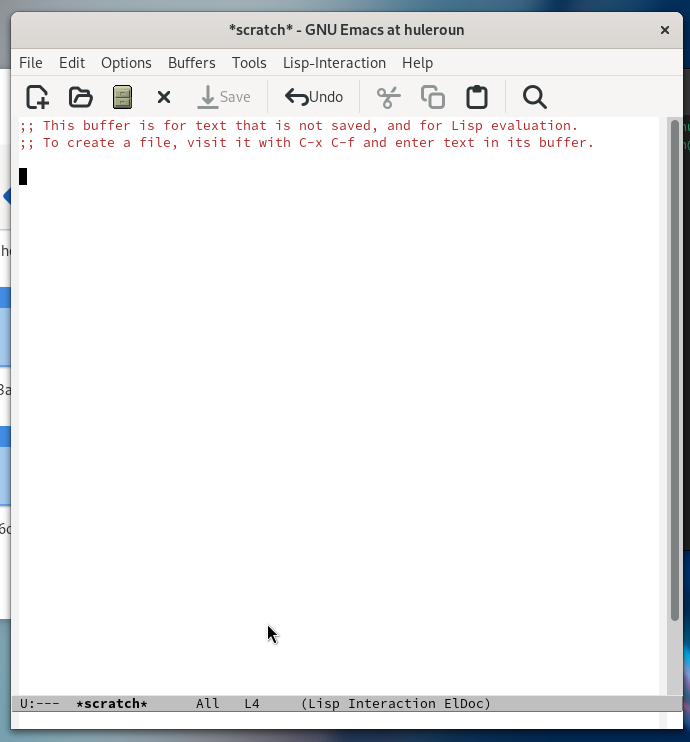 *scratch* - GNU Emacs at huleroun
File Edit Options Buffers Tools Lisp-Interaction Help
Save Undo
;; This buffer is for text that is not saved, and for Lisp evaluation.
;; To create a file, visit it with C-x C-f and enter text in its buffer.
U:--- *scratch* All L4 (Lisp Interaction ElDoc)